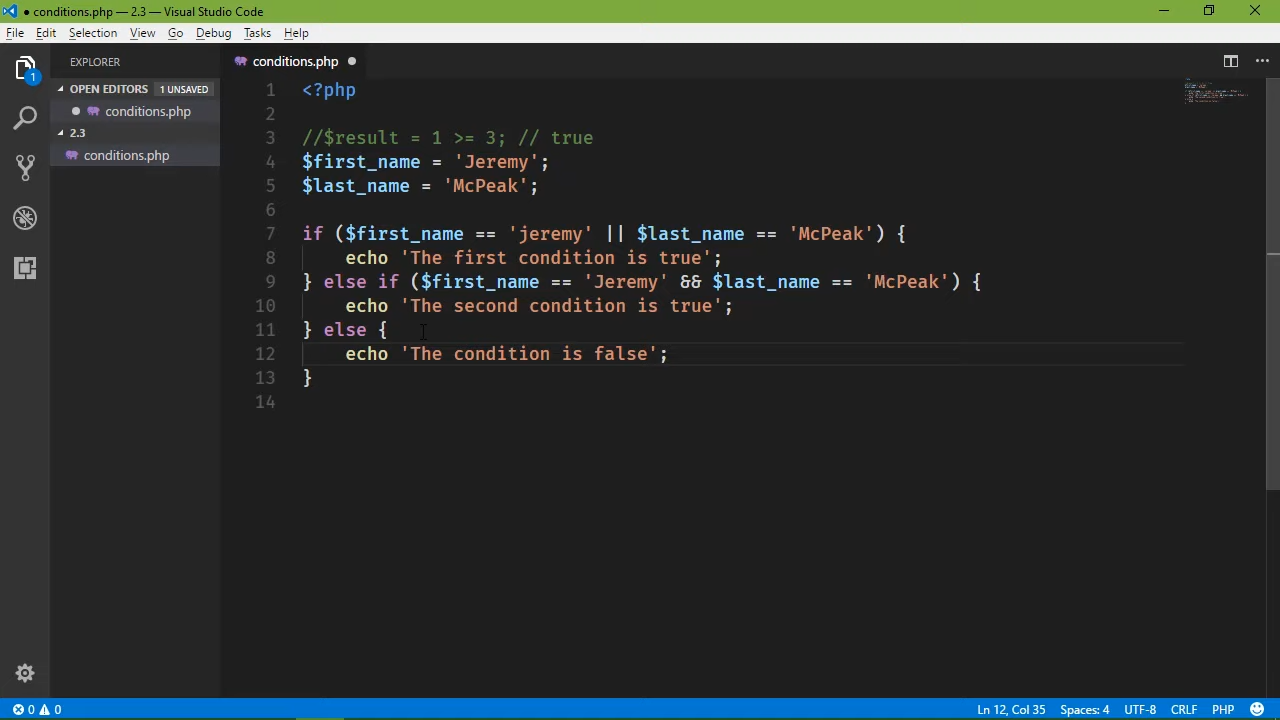 ● conditions.php — 2.3 — Visual Studio Code
File Edit Selection View Go Debug Tasks Help
EXPLORER
conditions.php ●
OPEN EDITORS 1 UNSAVED
● conditions.php
2.3
conditions.php
1
1 <?php
2
3 //$result = 1 >= 3; // true
4 $first_name = 'Jeremy';
5 $last_name = 'McPeak';
6
7 if ($first_name == 'jeremy' || $last_name == 'McPeak') {
8     echo 'The first condition is true';
9 } else if ($first_name == 'Jeremy' && $last_name == 'McPeak') {
10     echo 'The second condition is true';
11 } else {
12     echo 'The condition is false';
13 }
14
0 0 Ln 12, Col 35 Spaces: 4 UTF-8 CRLF PHP